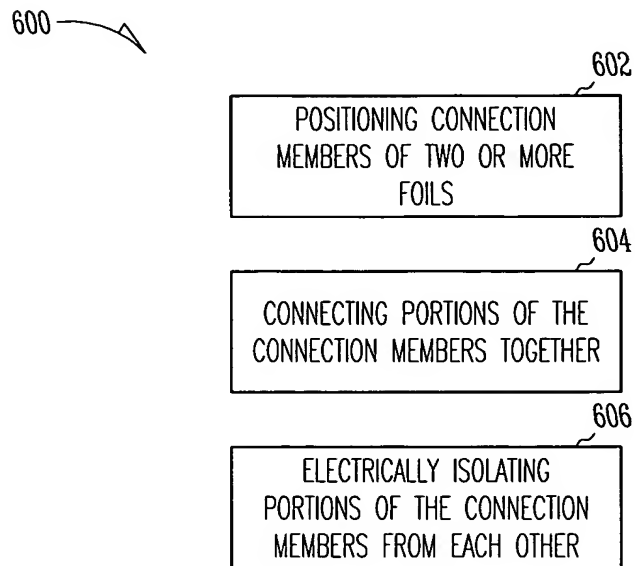 600
602
POSITIONING CONNECTION
MEMBERS OF TWO OR MORE
FOILS
604
CONNECTING PORTIONS OF THE
CONNECTION MEMBERS TOGETHER
606
ELECTRICALLY ISOLATING
PORTIONS OF THE CONNECTION
MEMBERS FROM EACH OTHER